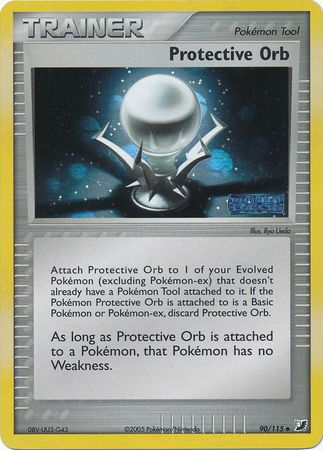 TRAINER
Pokémon Tool
Protective Orb
Illus. Ryo Ueda
Attach Protective Orb to 1 of your Evolved
Pokémon (excluding Pokémon-ex) that doesn't
already have a Pokémon Tool attached to it. If the
Pokémon Protective Orb is attached to is a Basic
Pokémon or Pokémon-ex, discard Protective Orb.
As long as Protective Orb is attached
to a Pokémon, that Pokémon has no
Weakness.
08V-UU3-G43
©2005 Pokémon/Nintendo
90/115 ◆